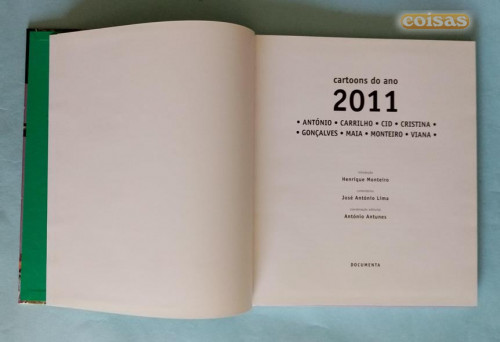 coisas
cartoons do ano
2011
• ANTÓNIO • CARRILHO • CID • CRISTINA •
• GONÇALVES • MAIA • MONTEIRO • VIANA •
Henrique Monteiro
José António Lima
António Antunes
DOCUMENTA